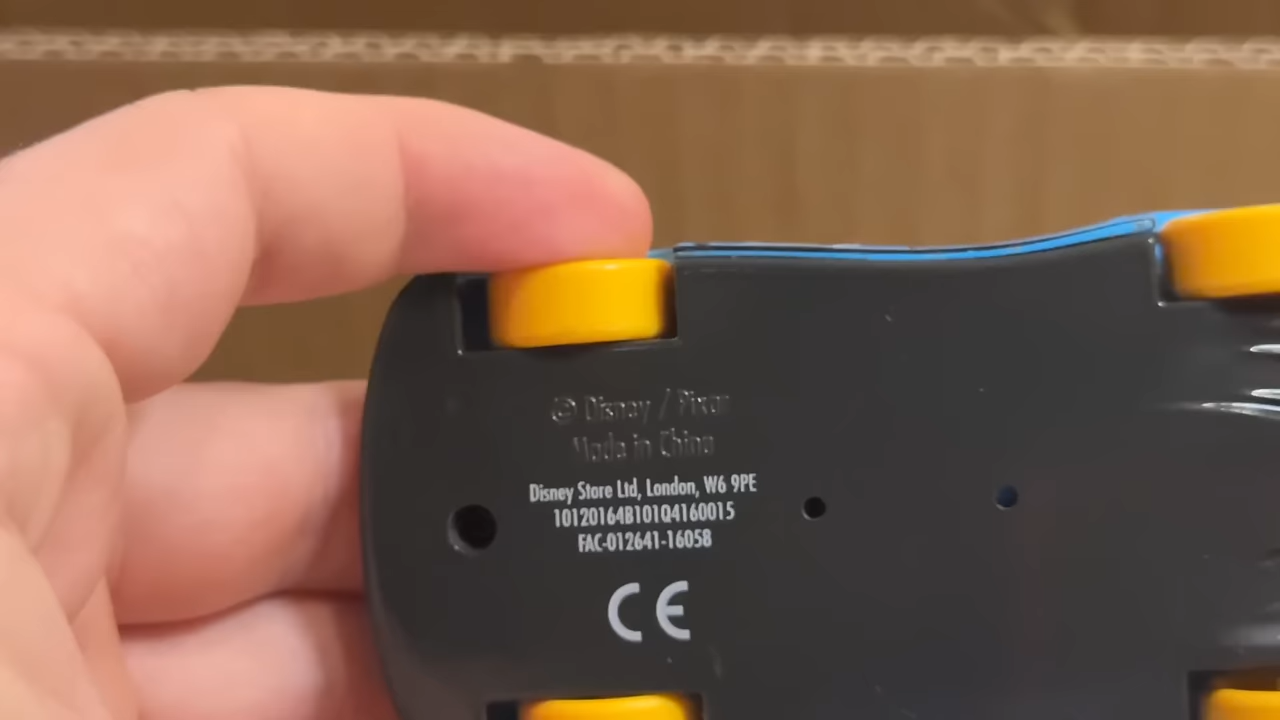 © Disney / Pixar
Made in China
Disney Store Ltd, London, W6 9PE
10120164B101Q4160015
FAC-012641-16058
CE